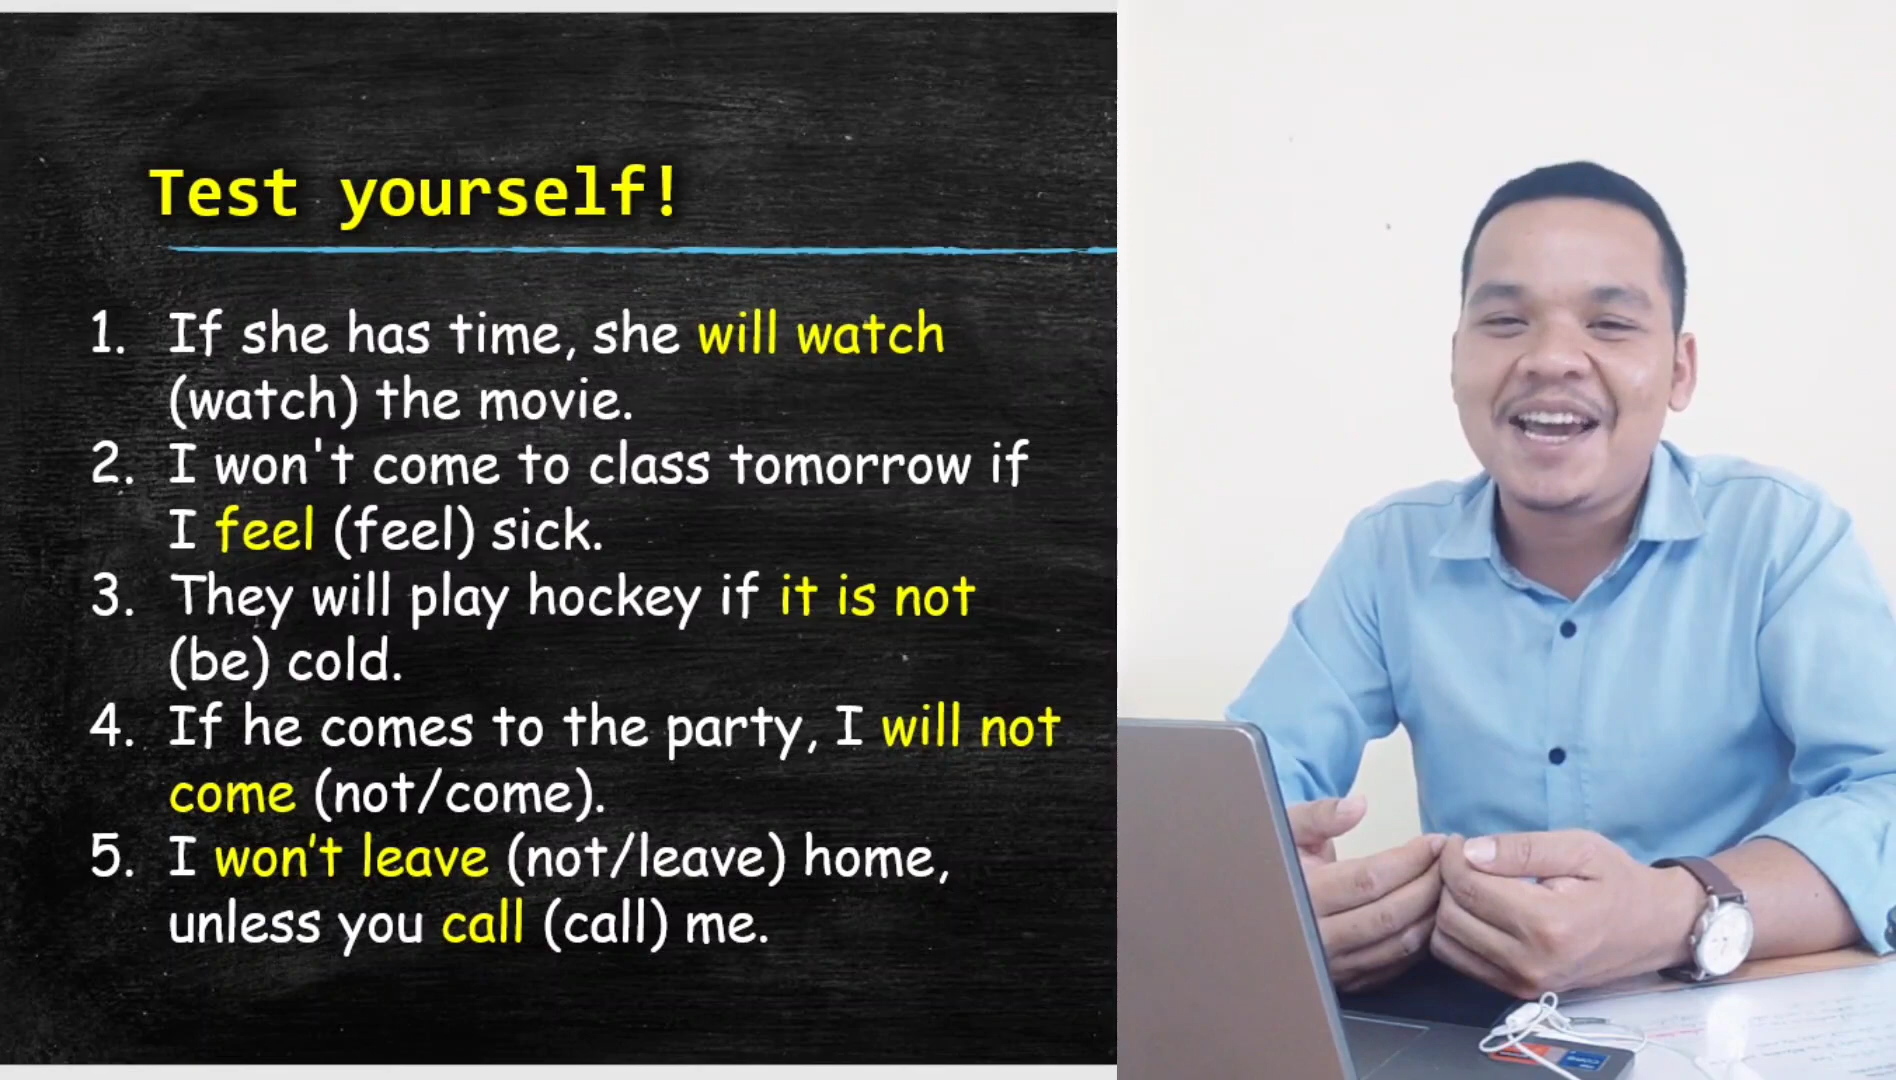 Test yourself!
1. If she has time, she will watch
(watch) the movie.
2. I won't come to class tomorrow if
I feel (feel) sick.
3. They will play hockey if it is not
(be) cold.
4. If he comes to the party, I will not
come (not/come).
5. I won't leave (not/leave) home,
unless you call (call) me.